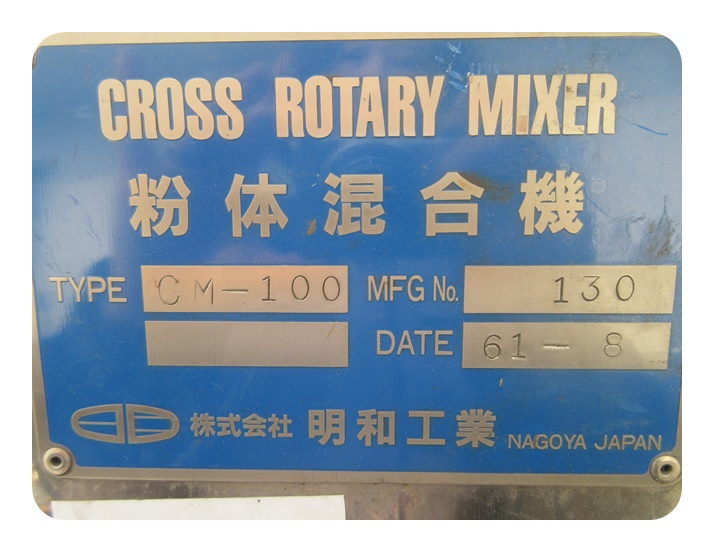 CROSS ROTARY MIXER
粉体混合機
TYPE CM-100 MFG No. 130
DATE 61-8
株式会社 明和工業 NAGOYA JAPAN